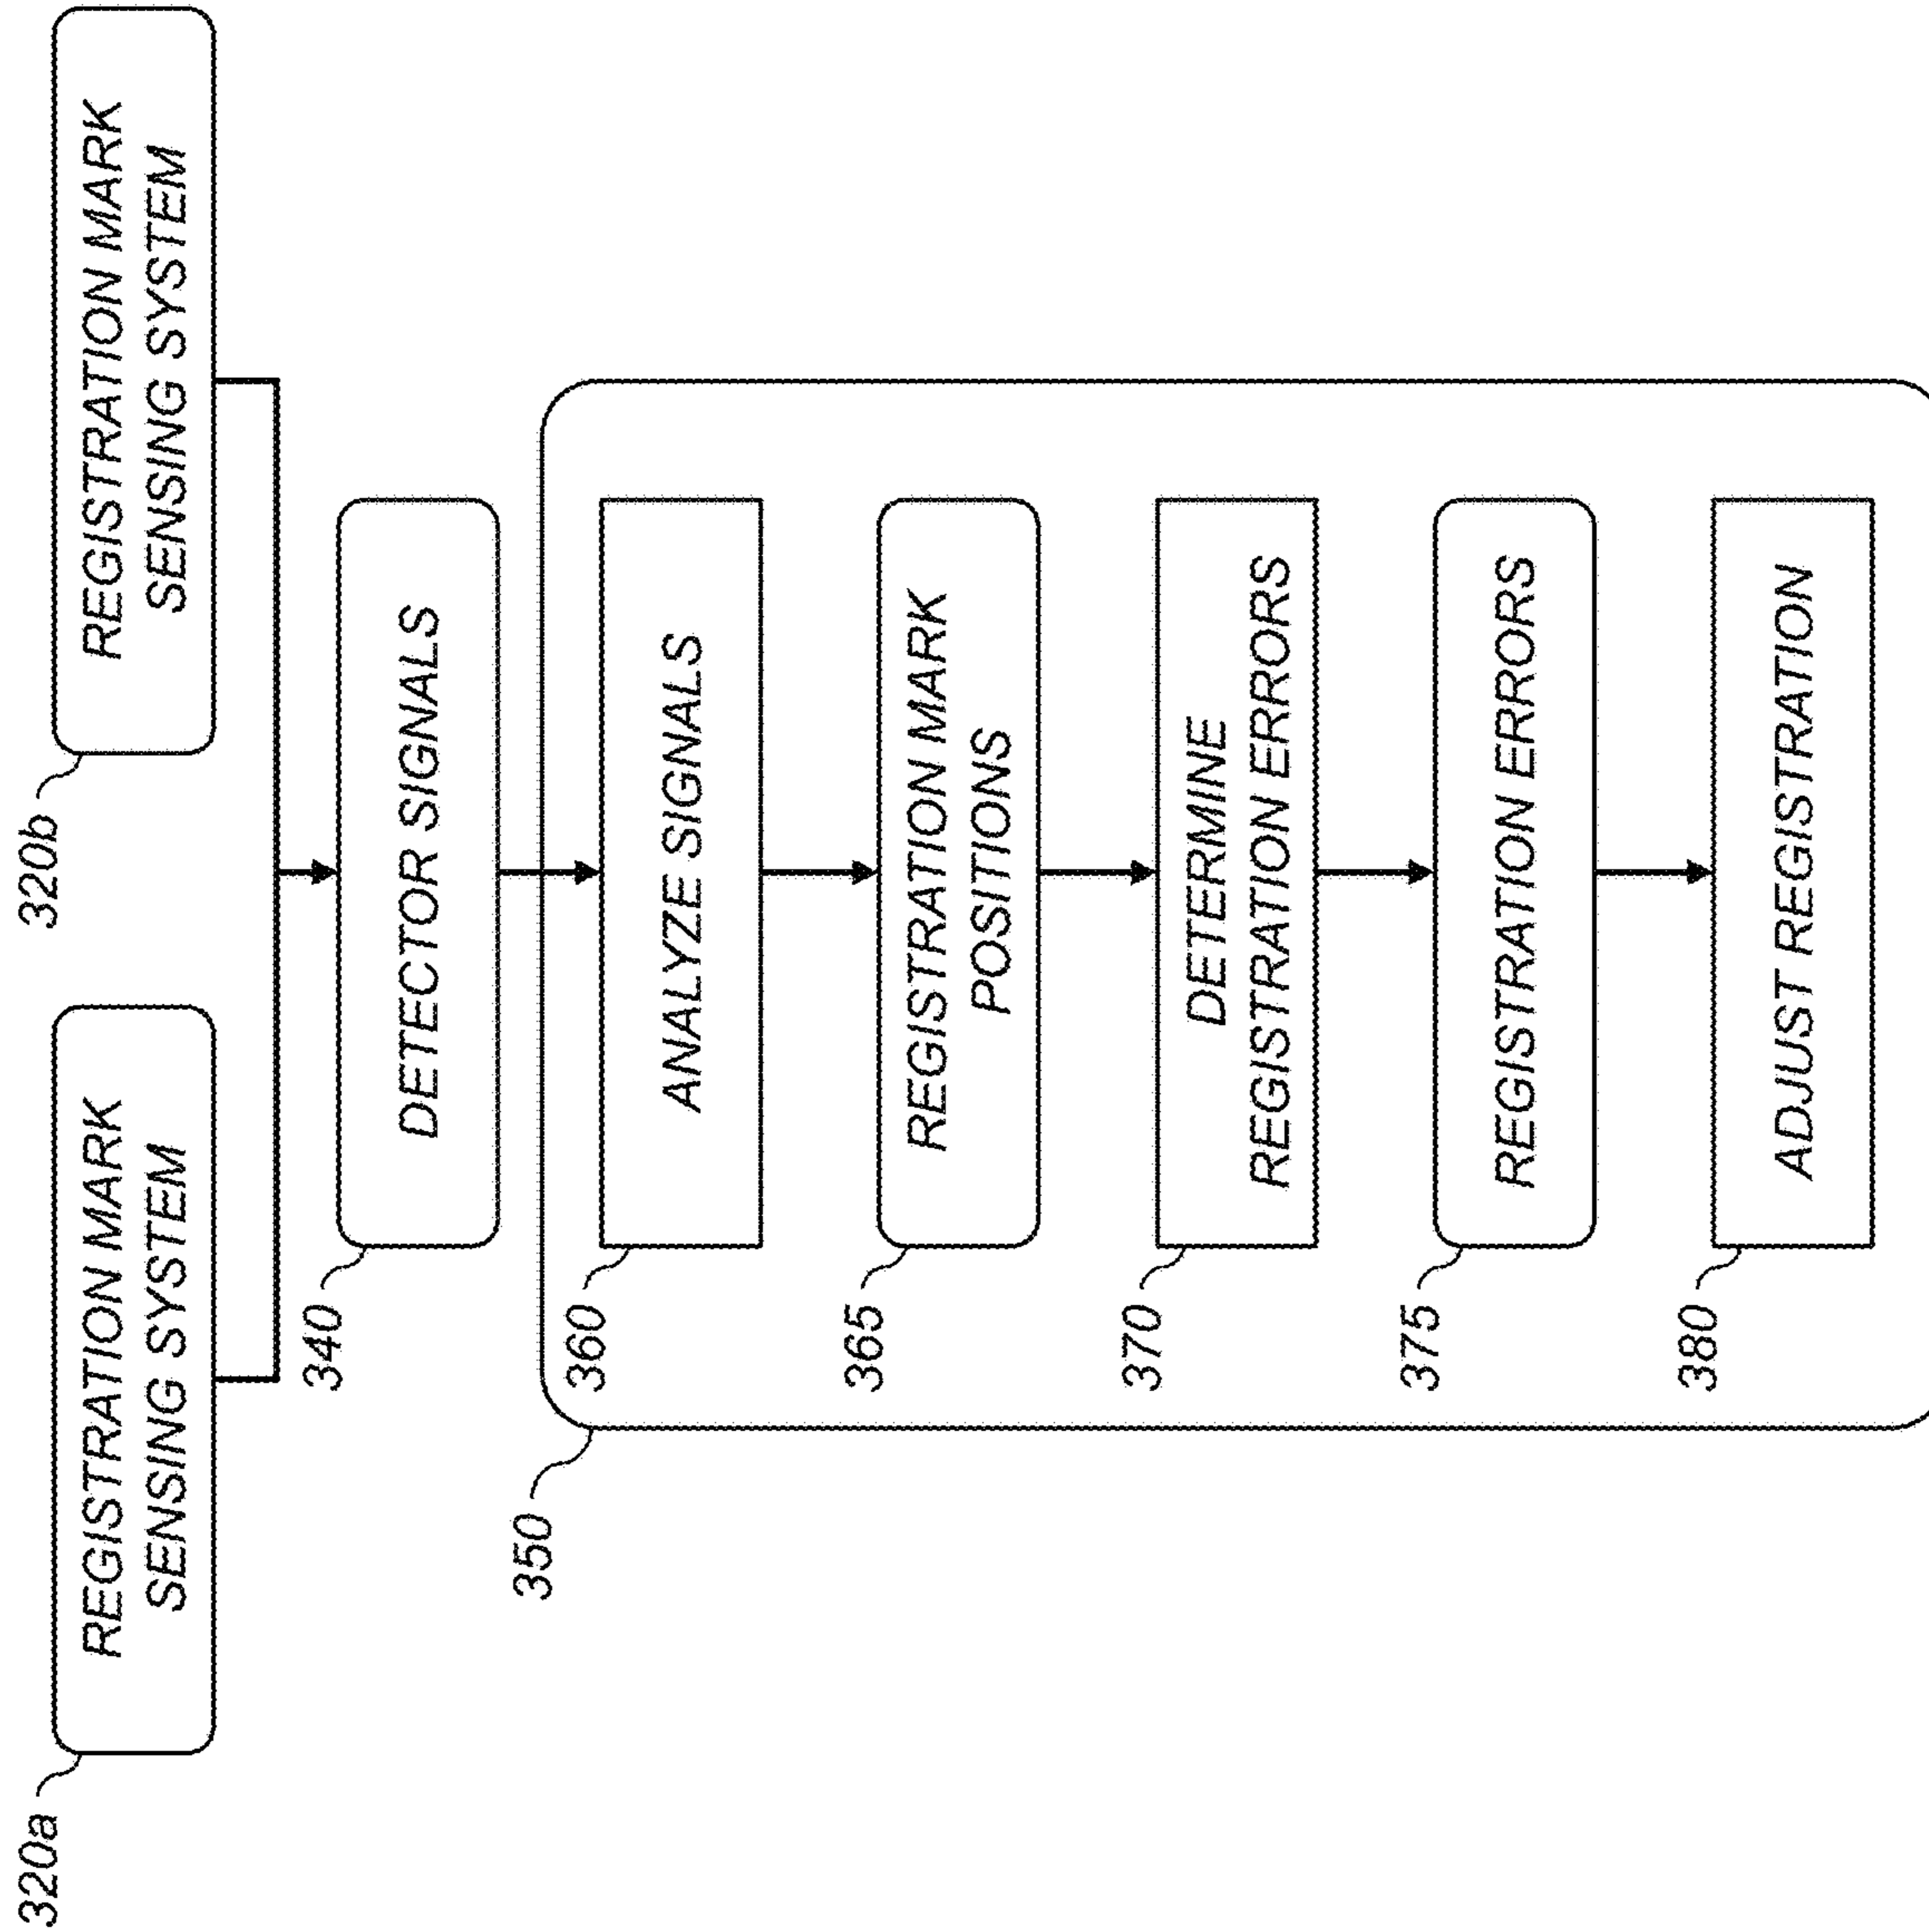 320a
REGISTRATION MARK
SENSING SYSTEM
320b
REGISTRATION MARK
SENSING SYSTEM
340
DETECTOR SIGNALS
350
360
ANALYZE SIGNALS
365
REGISTRATION MARK
POSITIONS
370
DETERMINE
REGISTRATION ERRORS
375
REGISTRATION ERRORS
380
ADJUST REGISTRATION